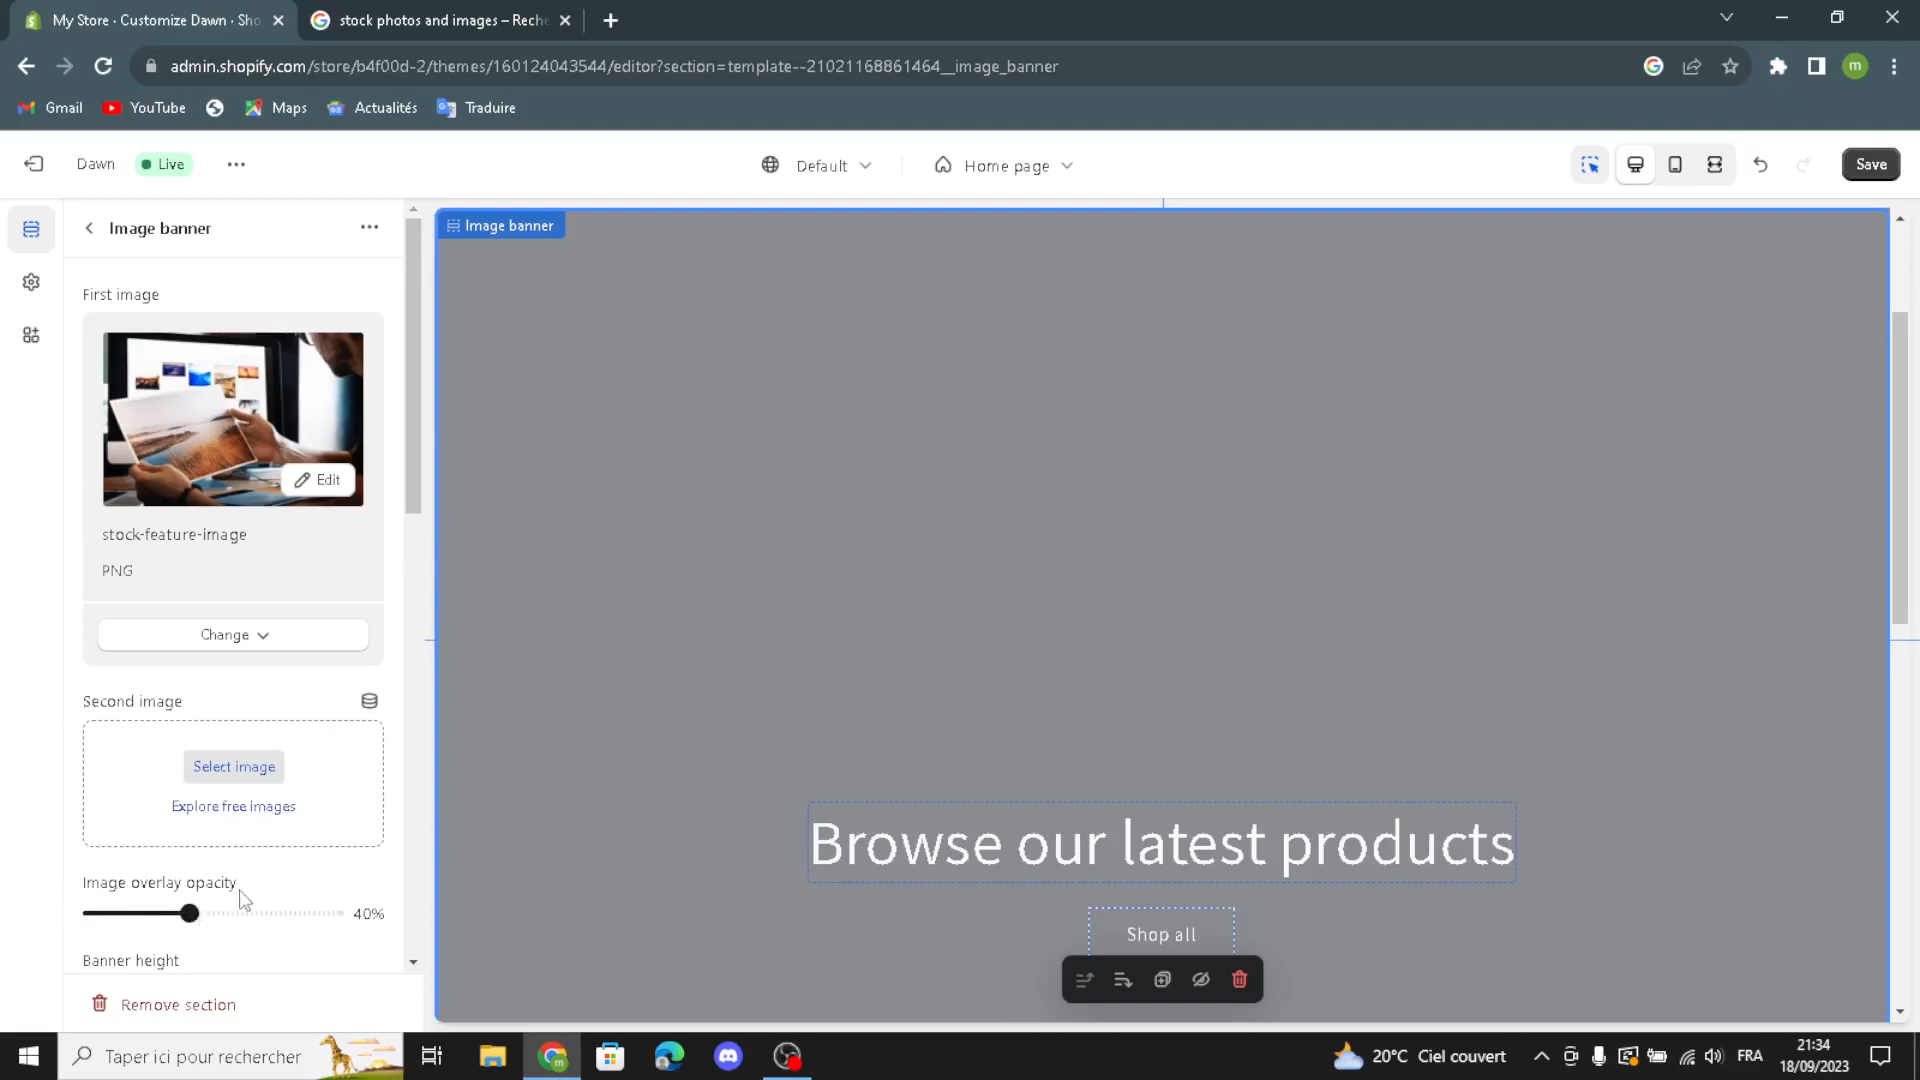 My Store · Customize Dawn · Sho
stock photos and images – Reche
admin.shopify.com/store/b4f00d-2/themes/160124043544/editor?section=template--21021168861464__image_banner
m
Gmail
YouTube
Maps
Actualités
Traduire
Dawn
Live
Default
Home page
Save
Image banner
Image banner
First image
Edit
stock-feature-image
PNG
Change
Second image
Select image
Explore free images
Image overlay opacity
40%
Banner height
Remove section
Browse our latest products
Shop all
Taper ici pour rechercher
20°C Ciel couvert
FRA
21:34
18/09/2023